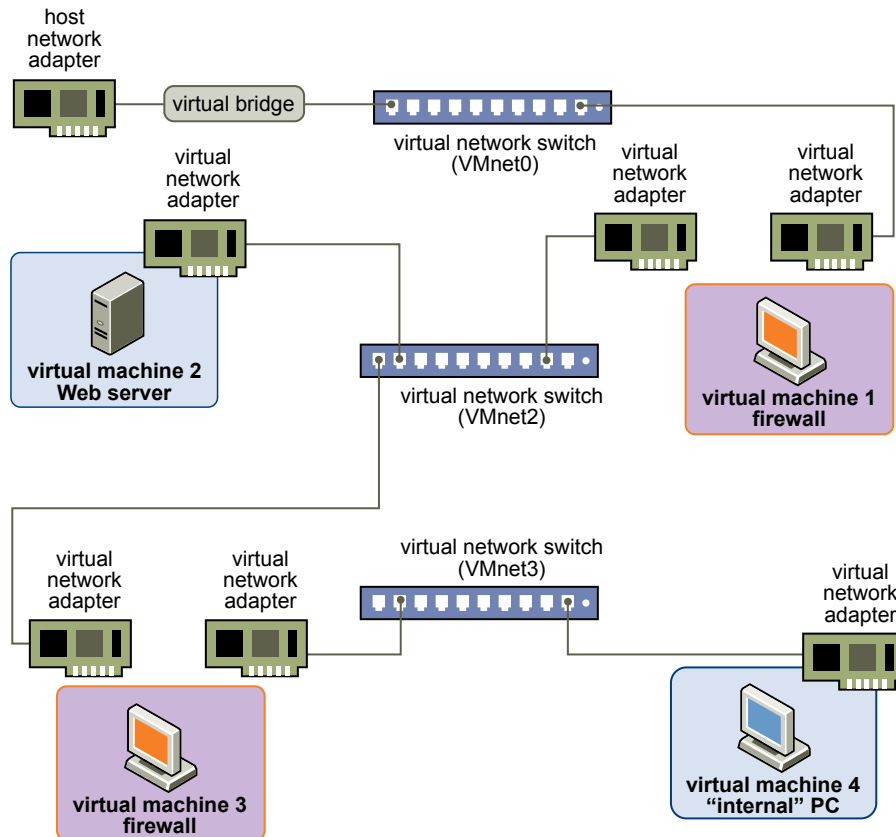 host
network
adapter
virtual bridge
virtual network switch
(VMnet0)
virtual
network
adapter
virtual
network
adapter
virtual
network
adapter
virtual machine 2
Web server
virtual network switch
(VMnet2)
virtual machine 1
firewall
virtual
network
adapter
virtual
network
adapter
virtual network switch
(VMnet3)
virtual
network
adapter
virtual machine 3
firewall
virtual machine 4
“internal” PC